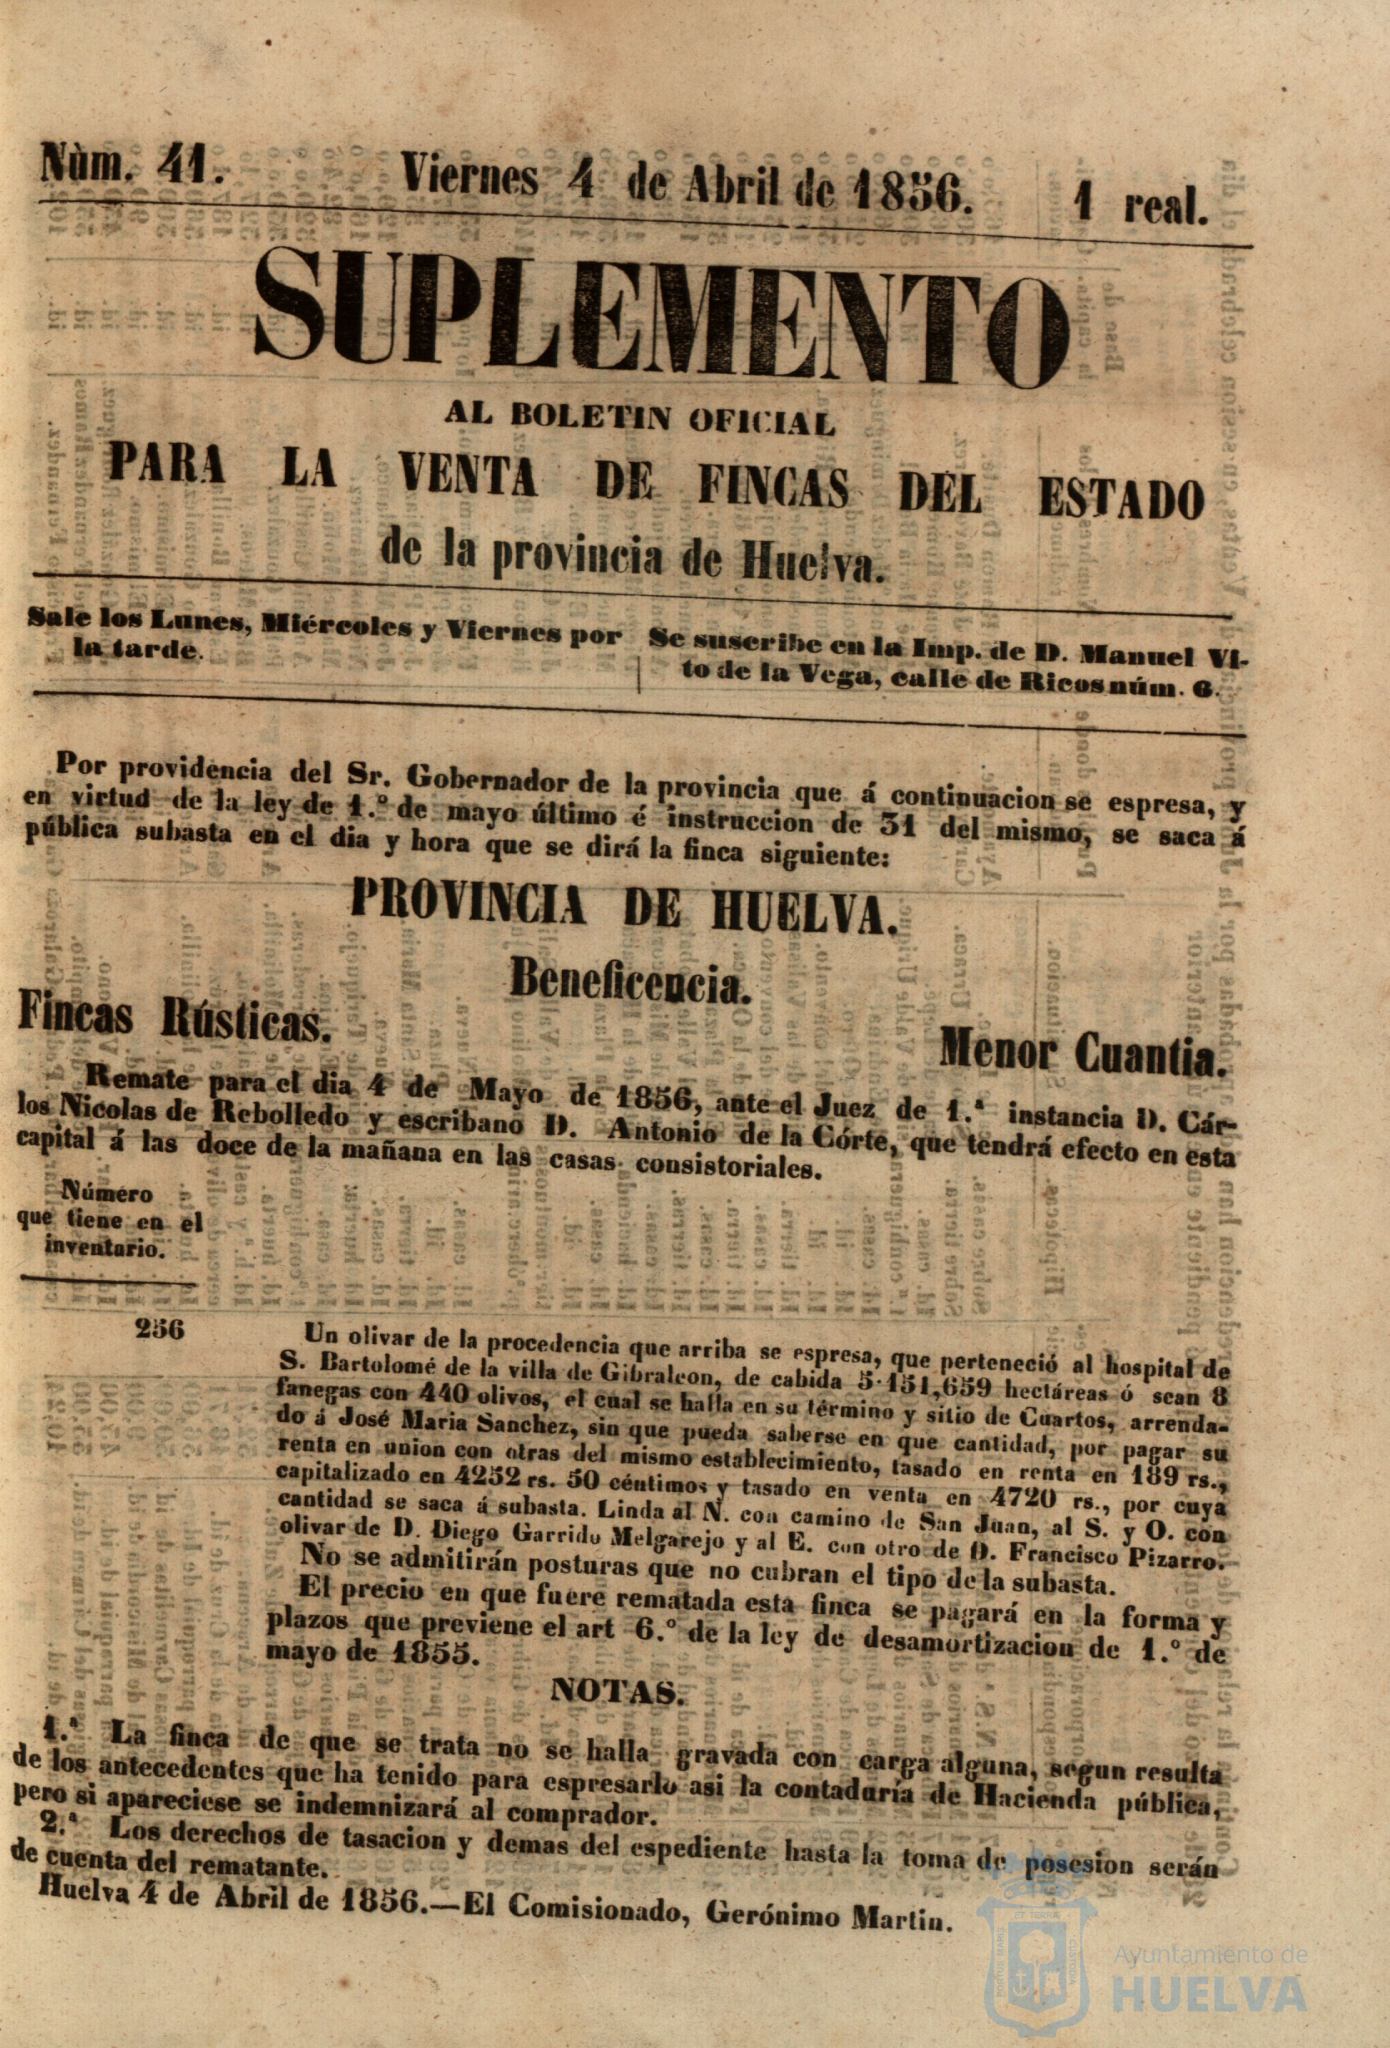 Nùm. 41. Viernes 4 de Abril de 1856. 1 real.
SUPLEMENTO
AL BOLETIN OFICIAL
PARA LA VENTA DE FINCAS DEL ESTADO
de la provincia de Huelva.
Sale los Lunes, Miércoles y Viernes por
la tarde.
Se suscribe en la Imp. de D. Manuel Vi-
to de la Vega, calle de Ricos núm. 6.
Por providencia del Sr. Gobernador de la provincia que á continuacion se espresa, y
en virtud de la ley de 1.º de mayo último é instruccion de 31 del mismo, se saca á
pública subasta en el dia y hora que se dirá la finca siguiente:
PROVINCIA DE HUELVA.
Beneficencia.
Fincas Rústicas.
Menor Cuantia.
Remate para el dia 4 de Mayo de 1856, ante el Juez de 1.ª instancia D. Cár-
los Nicolas de Rebolledo y escribano D. Antonio de la Córte, que tendrá efecto en esta
capital á las doce de la mañana en las casas consistoriales.
Número
que tiene en el
inventario.
256
Un olivar de la procedencia que arriba se espresa, que perteneció al hospital de
S. Bartolomé de la villa de Gibraleon, de cabida 5·151,659 hectáreas ó sean 8
fanegas con 440 olivos, el cual se halla en su término y sitio de Cuartos, arrenda-
do á José Maria Sanchez, sin que pueda saberse en que cantidad, por pagar su
renta en union con otras del mismo establecimiento, tasado en renta en 189 rs.,
capitalizado en 4252 rs. 50 céntimos y tasado en venta en 4720 rs., por cuya
cantidad se saca á subasta. Linda al N. con camino de San Juan, al S. y O. con
olivar de D. Diego Garrido Melgarejo y al E. con otro de D. Francisco Pizarro.
No se admitirán posturas que no cubran el tipo de la subasta.
El precio en que fuere rematada esta finca se pagará en la forma y
plazos que previene el art 6.º de la ley de desamortizacion de 1.º de
mayo de 1855.
NOTAS.
1.ª La finca de que se trata no se halla gravada con carga alguna, segun resulta
de los antecedentes que ha tenido para espresarlo asi la contaduría de Hacienda pública,
pero si apareciese se indemnizará al comprador.
2.ª Los derechos de tasacion y demas del espediente hasta la toma de posesion serán
de cuenta del rematante.
Huelva 4 de Abril de 1856.—El Comisionado, Gerónimo Martin.
Ayuntamiento de
HUELVA